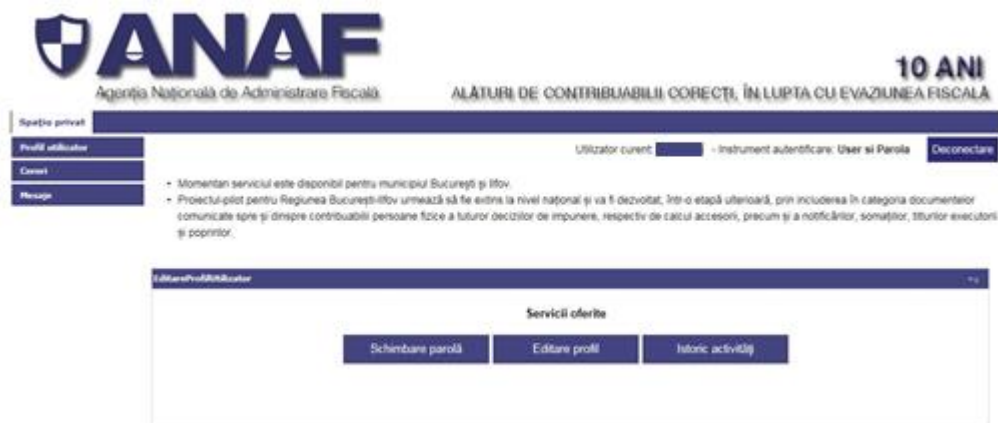 ANAF
Agenția Națională de Administrare Fiscală
10 ANI
ALĂTURI DE CONTRIBUABILII CORECȚI, ÎN LUPTA CU EVAZIUNEA FISCALĂ
Spațiu privat
Profil utilizator
Cereri
Mesaje
Utilizator curent: - Instrument autentificare: User si Parola
Deconectare
Momentan serviciul este disponibil pentru municipiul București și Ilfov.
Proiectul-pilot pentru Regiunea București-Ilfov urmează să fie extins la nivel național și va fi dezvoltat, într-o etapă ulterioară, prin includerea în categoria documentelor
comunicate spre și dinspre contribuabilii persoane fizice a tuturor deciziilor de impunere, respectiv de calcul accesorii, precum și a notificărilor, somațiilor, titlurilor executorii
și popririlor.
EditareProfilUtilizator
Servicii oferite
Schimbare parolă
Editare profil
Istoric activități